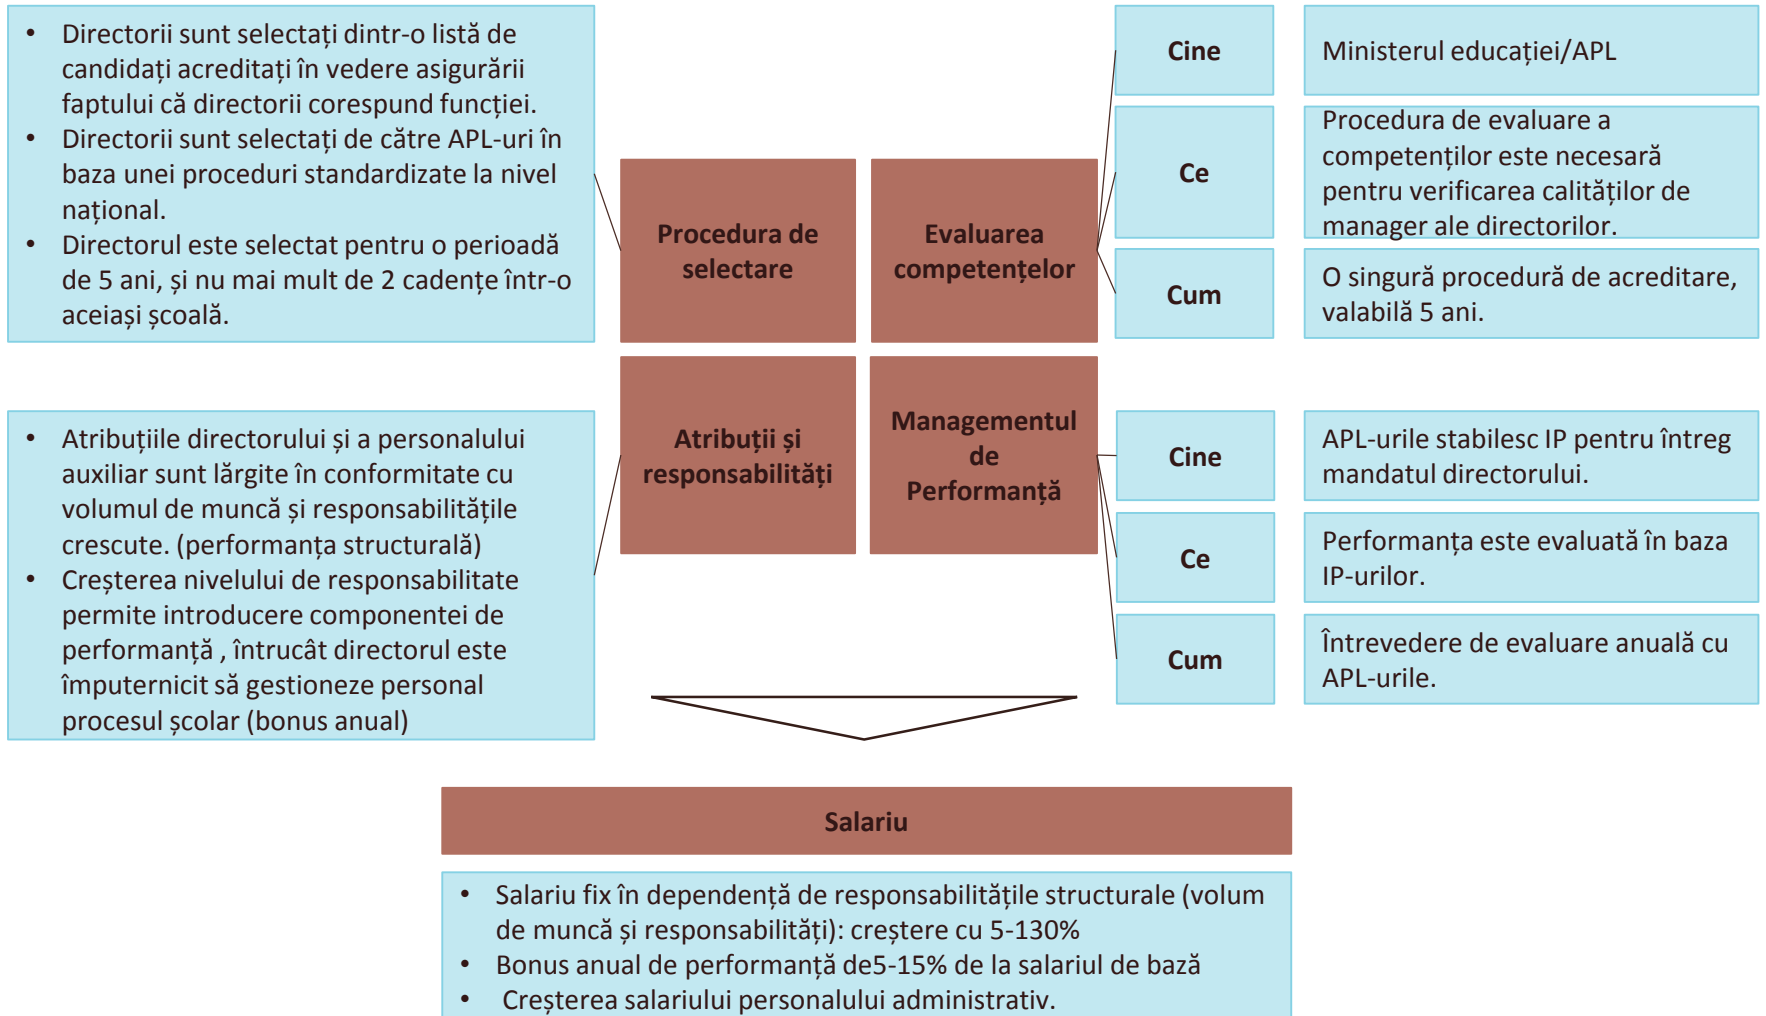 • Directorii sunt selectați dintr-o listă de
candidați acreditați în vedere asigurării
faptului că directorii corespund funcției.
• Directorii sunt selectați de către APL-uri în
baza unei proceduri standardizate la nivel
național.
• Directorul este selectat pentru o perioadă
de 5 ani, și nu mai mult de 2 cadențe într-o
aceiași școală.
Procedura de
selectare
Evaluarea
competențelor
Cine
Ministerul educației/APL
Ce
Procedura de evaluare a
competenților este necesară
pentru verificarea calităților de
manager ale directorilor.
Cum
O singură procedură de acreditare,
valabilă 5 ani.
• Atribuțiile directorului și a personalului
auxiliar sunt lărgite în conformitate cu
volumul de muncă și responsabilitățile
crescute. (performanța structurală)
• Creșterea nivelului de responsabilitate
permite introducere componentei de
performanță , întrucât directorul este
împuternicit să gestioneze personal
procesul școlar (bonus anual)
Atribuții și
responsabilități
Managementul
de
Performanță
Cine
APL-urile stabilesc IP pentru întreg
mandatul directorului.
Ce
Performanța este evaluată în baza
IP-urilor.
Cum
Întrevedere de evaluare anuală cu
APL-urile.
Salariu
• Salariu fix în dependență de responsabilitățile structurale (volum
de muncă și responsabilități): creștere cu 5-130%
• Bonus anual de performanță de5-15% de la salariul de bază
• Creșterea salariului personalului administrativ.